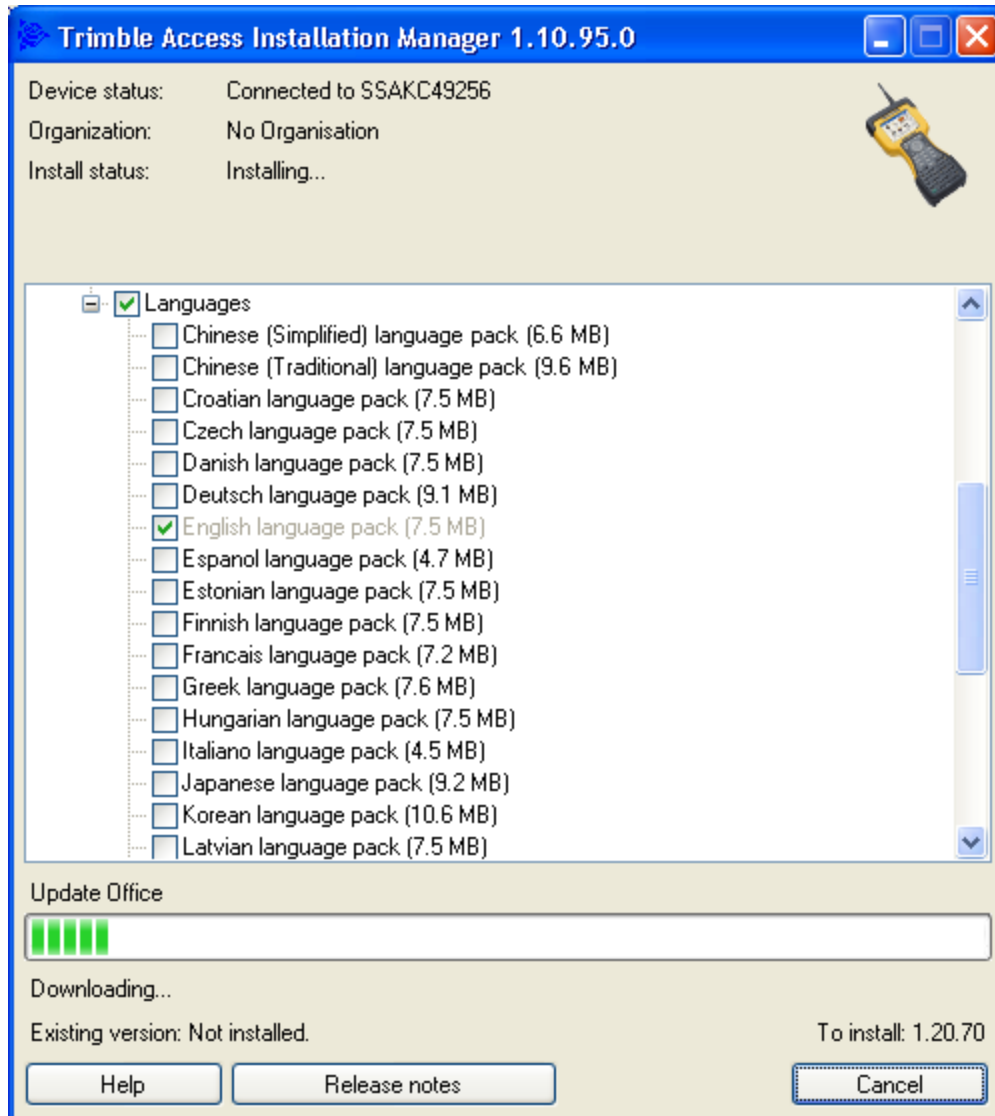 Trimble Access Installation Manager 1.10.95.0
Device status: Connected to SSAKC49256
Organization: No Organisation
Install status: Installing...
Languages
Chinese (Simplified) language pack (6.6 MB)
Chinese (Traditional) language pack (9.6 MB)
Croatian language pack (7.5 MB)
Czech language pack (7.5 MB)
Danish language pack (7.5 MB)
Deutsch language pack (9.1 MB)
English language pack (7.5 MB)
Espanol language pack (4.7 MB)
Estonian language pack (7.5 MB)
Finnish language pack (7.5 MB)
Francais language pack (7.2 MB)
Greek language pack (7.6 MB)
Hungarian language pack (7.5 MB)
Italiano language pack (4.5 MB)
Japanese language pack (9.2 MB)
Korean language pack (10.6 MB)
Latvian language pack (7.5 MB)
Update Office
Downloading...
Existing version: Not installed. To install: 1.20.70
Help Release notes Cancel